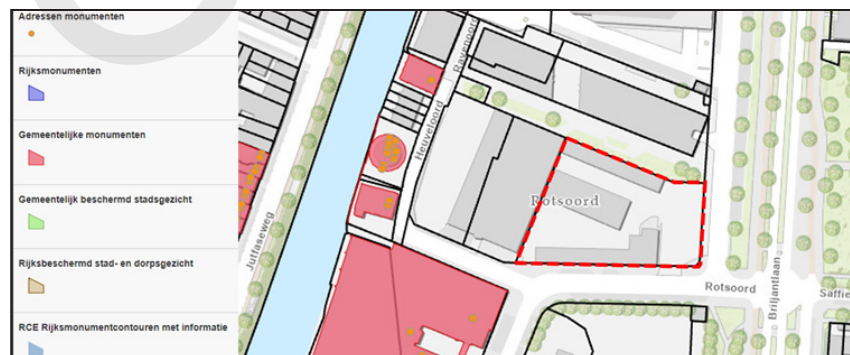 Adressen monumenten
Rijksmonumenten
Gemeentelijke monumenten
Gemeentelijk beschermd stadsgezicht
Rijksbeschermd stad- en dorpsgezicht
RCE Rijksmonumentcontouren met informatie
Ravenoord
Heuveloord
Rotsoord
Juttaseweg
Rotsoord
Briljantlaan
Saffie